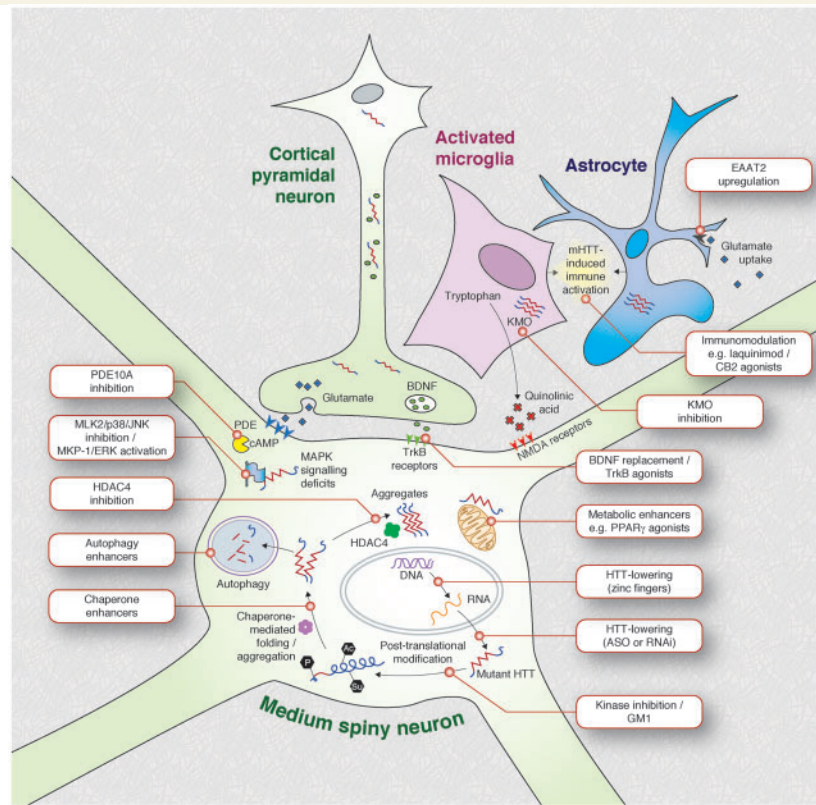 Cortical
pyramidal
neuron
Activated
microglia
Astrocyte
EAAT2
upregulation
Glutamate
uptake
mHTT-
induced
immune
activation
Tryptophan
KMO
Immunomodulation
e.g. laquinimod /
CB2 agonists
KMO
inhibition
Quinolinic
acid
NMDA receptors
BDNF
Glutamate
TrkB
receptors
PDE10A
inhibition
PDE
cAMP
MLK2/p38/JNK
inhibition /
MKP-1/ERK activation
MAPK
signalling
deficits
BDNF replacement /
TrkB agonists
HDAC4
inhibition
Aggregates
HDAC4
Metabolic enhancers
e.g. PPARγ agonists
Autophagy
enhancers
Autophagy
DNA
RNA
HTT-lowering
(zinc fingers)
Chaperone
enhancers
Chaperone-
mediated
folding /
aggregation
HTT-lowering
(ASO or RNAi)
Post-translational
modification
Mutant HTT
P
Ac
Su
Kinase inhibition /
GM1
Medium spiny neuron